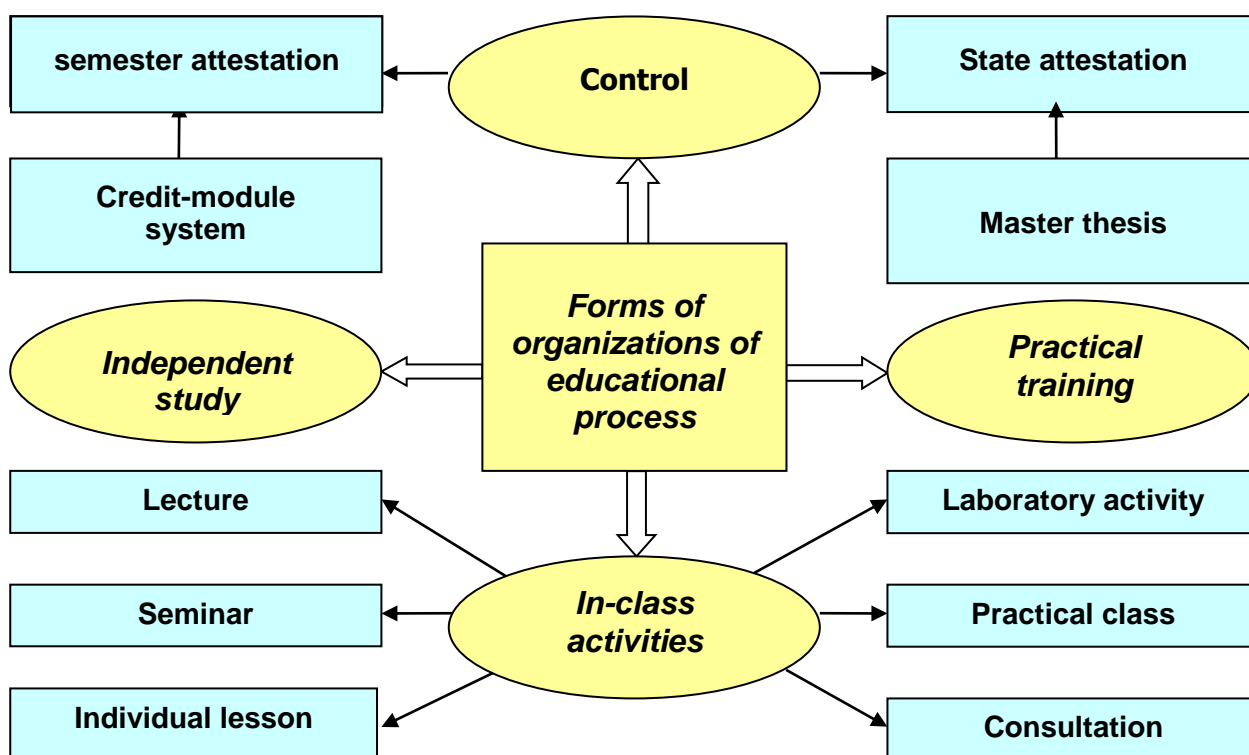 semester attestation
Control
State attestation
Credit-module
system
Master thesis
Forms of
organizations of
educational
process
Independent
study
Practical
training
Lecture
Laboratory activity
Seminar
In-class
activities
Practical class
Individual lesson
Consultation